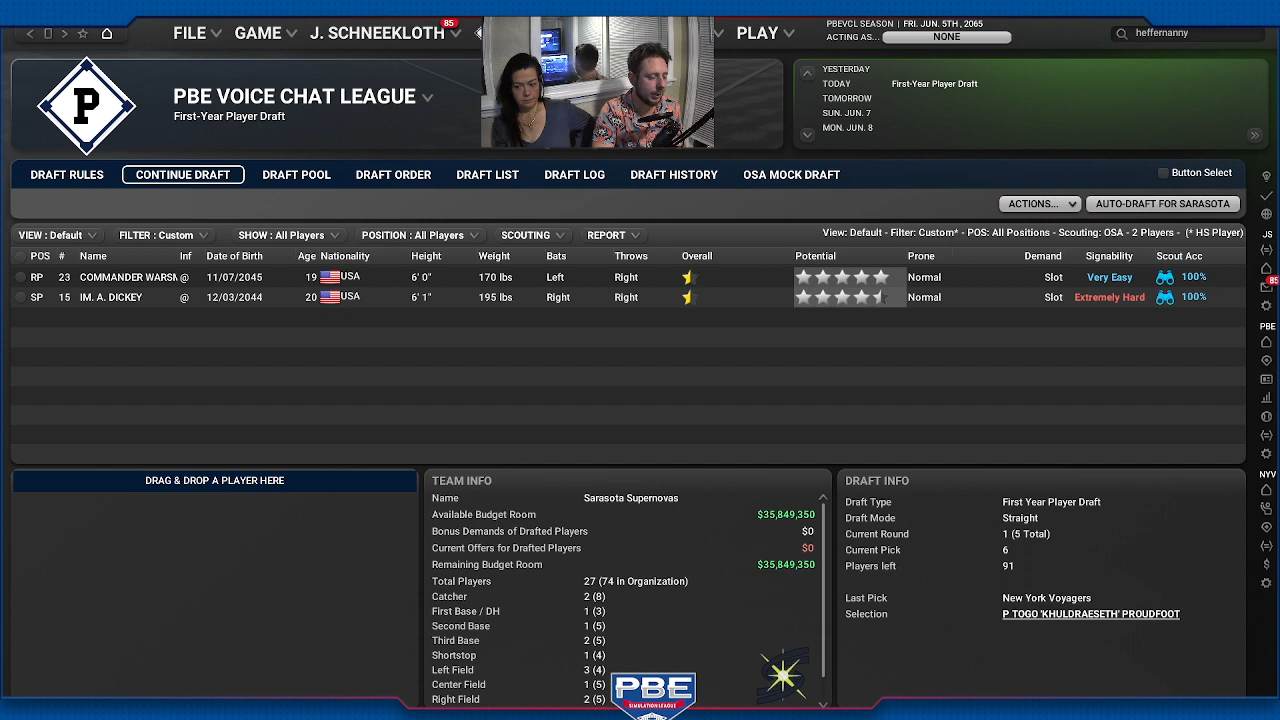 FILE GAME J. SCHNEEKLOTH 85 PLAY
PBEVCL SEASON | FRI. JUN. 5TH , 2065
ACTING AS... NONE
heffernanny
P
PBE VOICE CHAT LEAGUE
First-Year Player Draft
YESTERDAY
TODAY First-Year Player Draft
TOMORROW
SUN. JUN. 7
MON. JUN. 8
DRAFT RULES CONTINUE DRAFT DRAFT POOL DRAFT ORDER DRAFT LIST DRAFT LOG DRAFT HISTORY OSA MOCK DRAFT Button Select
ACTIONS... AUTO-DRAFT FOR SARASOTA
VIEW : Default FILTER : Custom SHOW : All Players POSITION : All Players SCOUTING REPORT View: Default - Filter: Custom* - POS: All Positions - Scouting: OSA - 2 Players - (* HS Player)
POS # Name Inf Date of Birth Age Nationality Height Weight Bats Throws Overall Potential Prone Demand Signability Scout Acc
RP 23 COMMANDER WARSM @ 11/07/2045 19 USA 6' 0" 170 lbs Left Right Normal Slot Very Easy 100%
SP 15 IM. A. DICKEY @ 12/03/2044 20 USA 6' 1" 195 lbs Right Right Normal Slot Extremely Hard 100%
JS
85
PBE
NYV
DRAG & DROP A PLAYER HERE
TEAM INFO
Name Sarasota Supernovas
Available Budget Room $35,849,350
Bonus Demands of Drafted Players $0
Current Offers for Drafted Players $0
Remaining Budget Room $35,849,350
Total Players 27 (74 in Organization)
Catcher 2 (8)
First Base / DH 1 (3)
Second Base 1 (5)
Third Base 2 (5)
Shortstop 1 (4)
Left Field 3 (4)
Center Field 1 (5)
Right Field 2 (5)
S
PBE
SIMULATION LEAGUE
DRAFT INFO
Draft Type First Year Player Draft
Draft Mode Straight
Current Round 1 (5 Total)
Current Pick 6
Players left 91
Last Pick New York Voyagers
Selection P TOGO 'KHULDRAESETH' PROUDFOOT